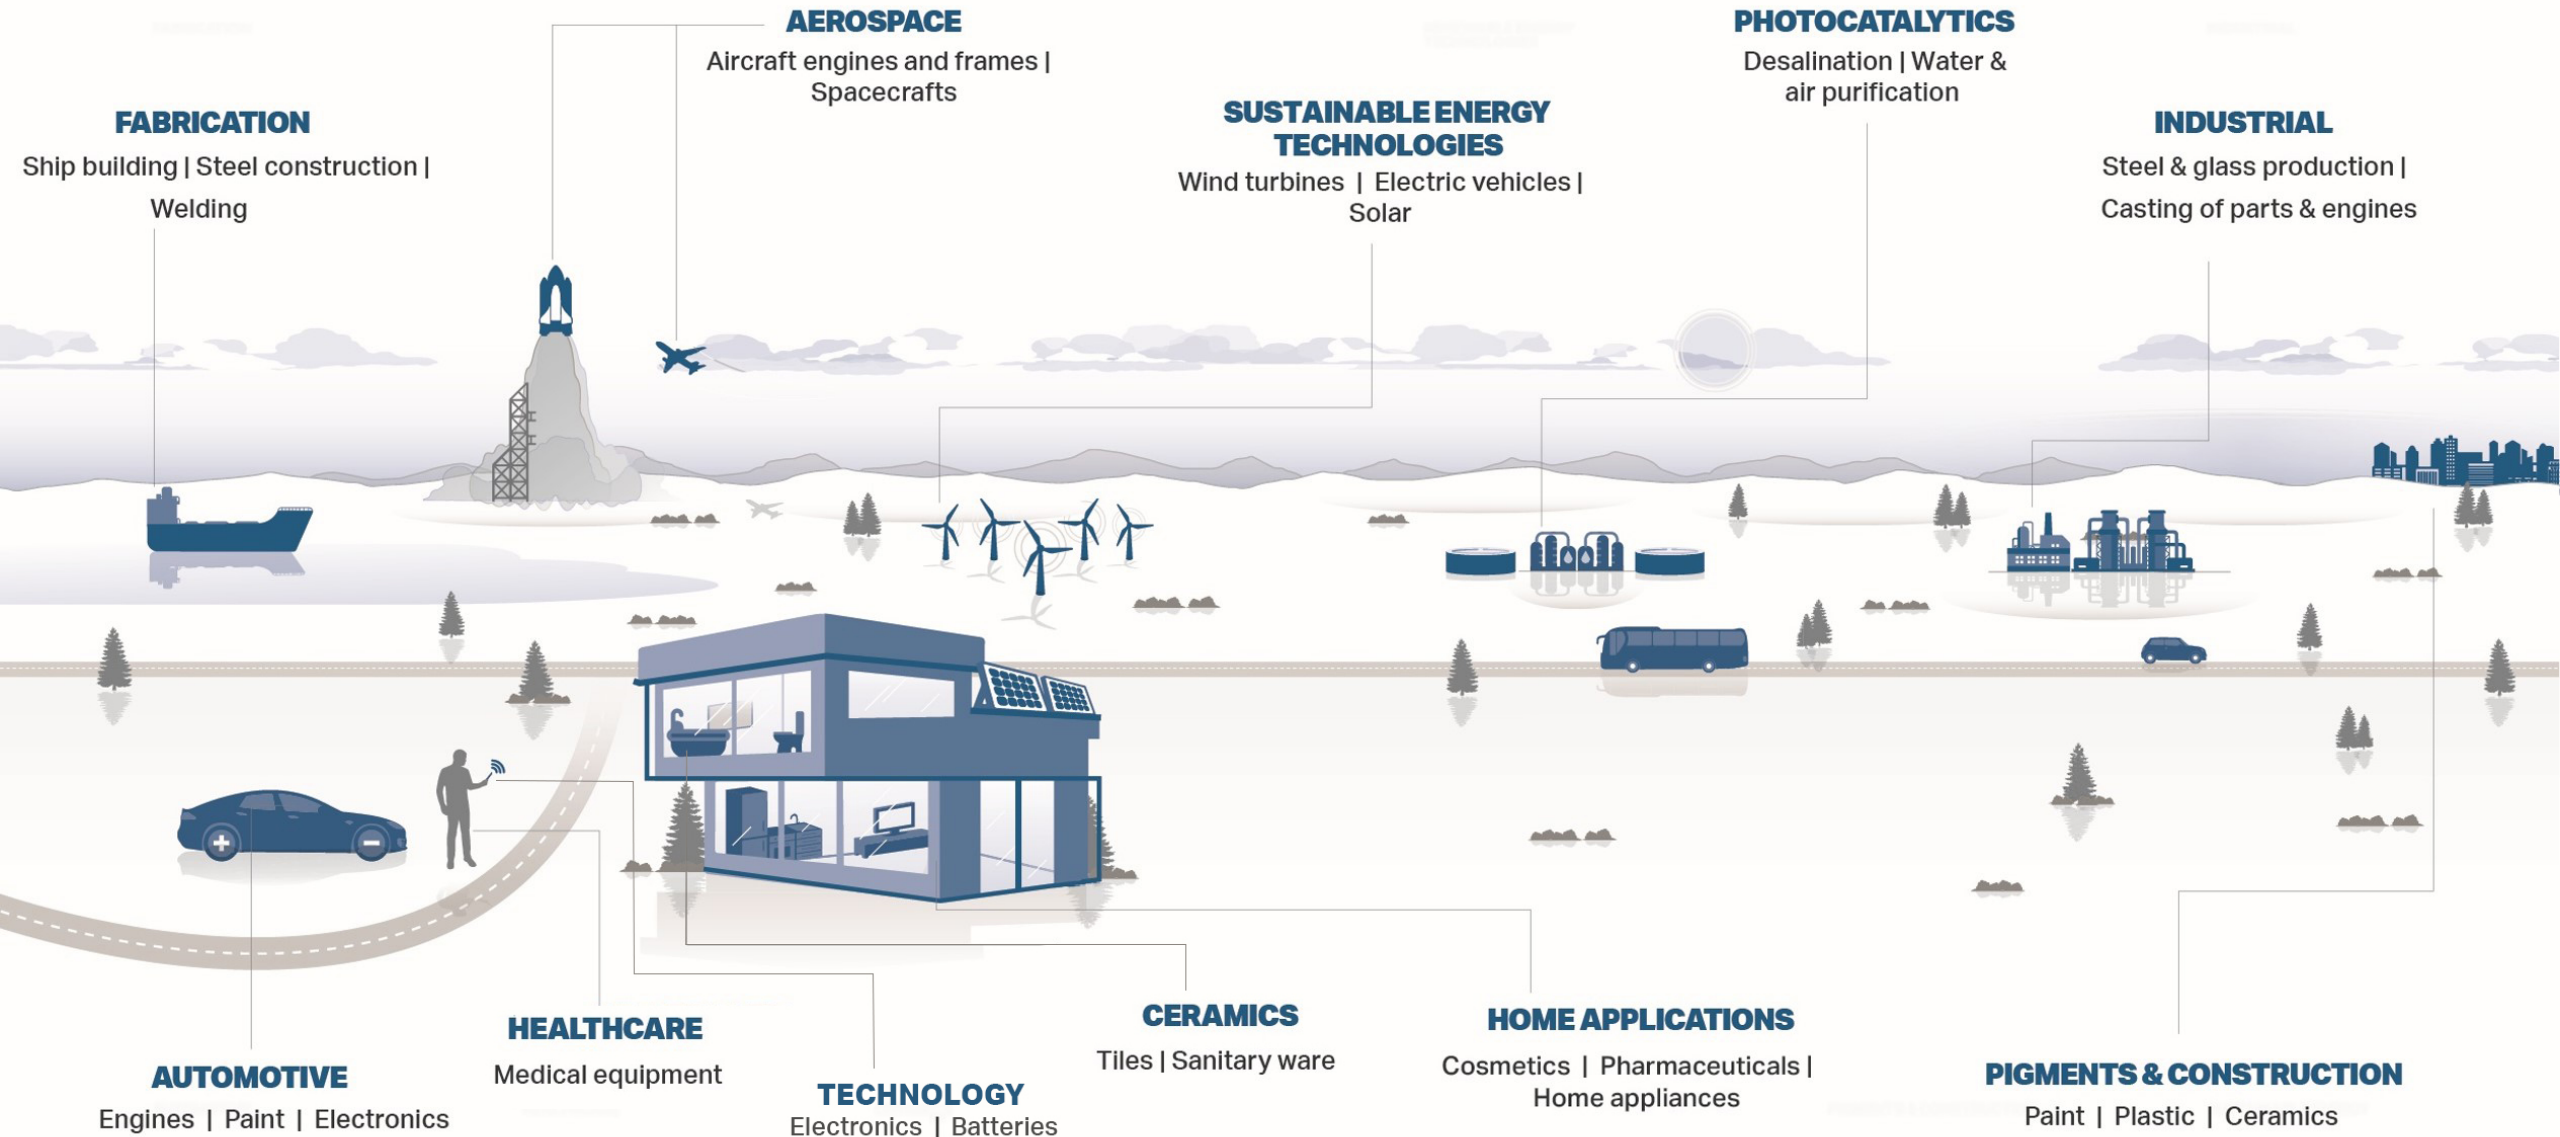 AEROSPACE
Aircraft engines and frames |
Spacecrafts
PHOTOCATALYTICS
Desalination | Water &
air purification
FABRICATION
Ship building | Steel construction |
Welding
SUSTAINABLE ENERGY
TECHNOLOGIES
Wind turbines | Electric vehicles |
Solar
INDUSTRIAL
Steel & glass production |
Casting of parts & engines
AUTOMOTIVE
Engines | Paint | Electronics
HEALTHCARE
Medical equipment
TECHNOLOGY
Electronics | Batteries
CERAMICS
Tiles | Sanitary ware
HOME APPLICATIONS
Cosmetics | Pharmaceuticals |
Home appliances
PIGMENTS & CONSTRUCTION
Paint | Plastic | Ceramics